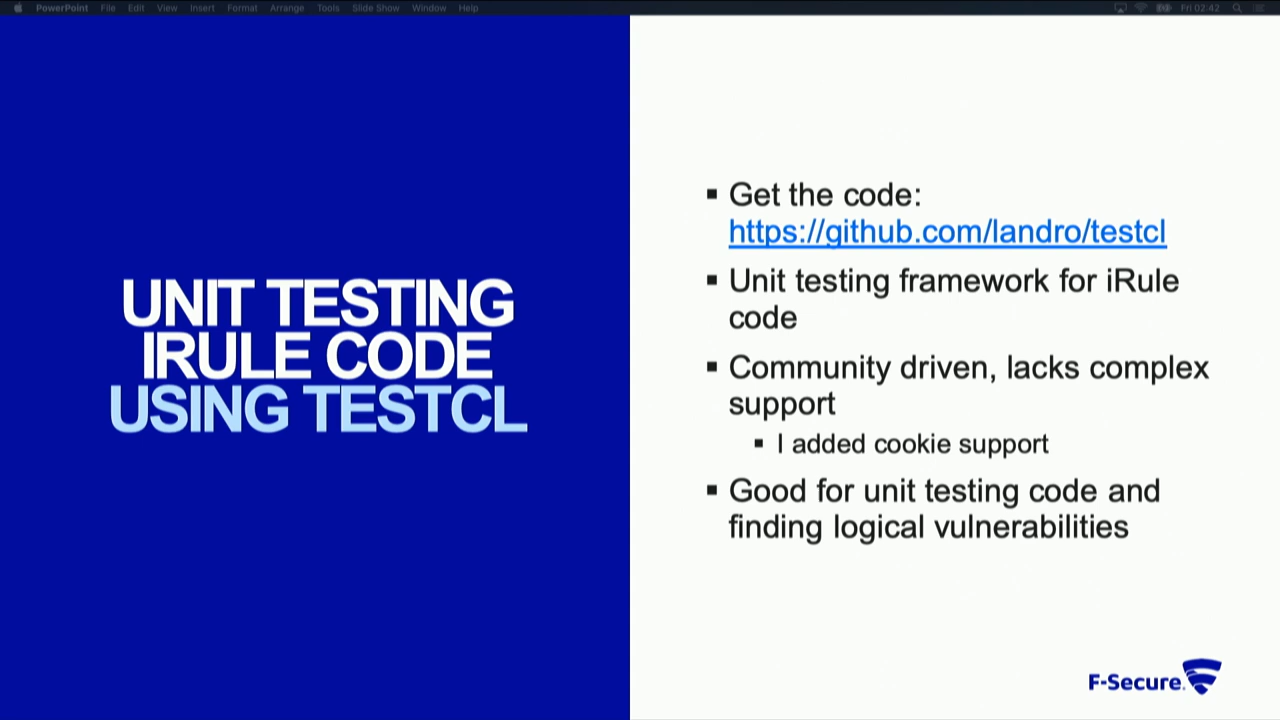 PowerPoint File Edit View Insert Format Arrange Tools Slide Show Window Help Fri 02:42
UNIT TESTING
IRULE CODE
USING TESTCL
▪ Get the code:
https://github.com/landro/testcl
▪ Unit testing framework for iRule
code
▪ Community driven, lacks complex
support
▪ I added cookie support
▪ Good for unit testing code and
finding logical vulnerabilities
F-Secure.